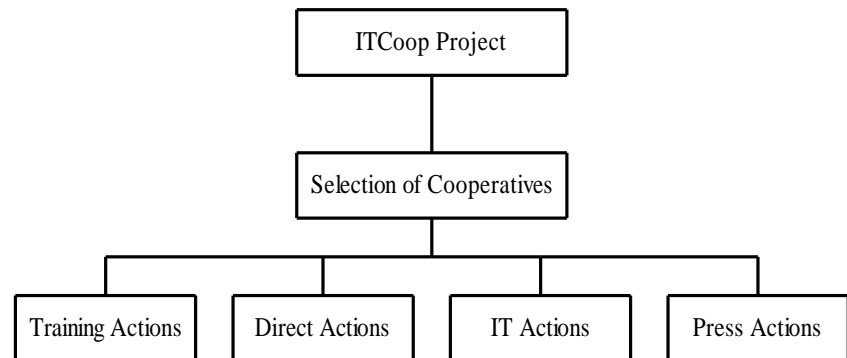 ITCoop Project
Selection of Cooperatives
Training Actions
Direct Actions
IT Actions
Press Actions